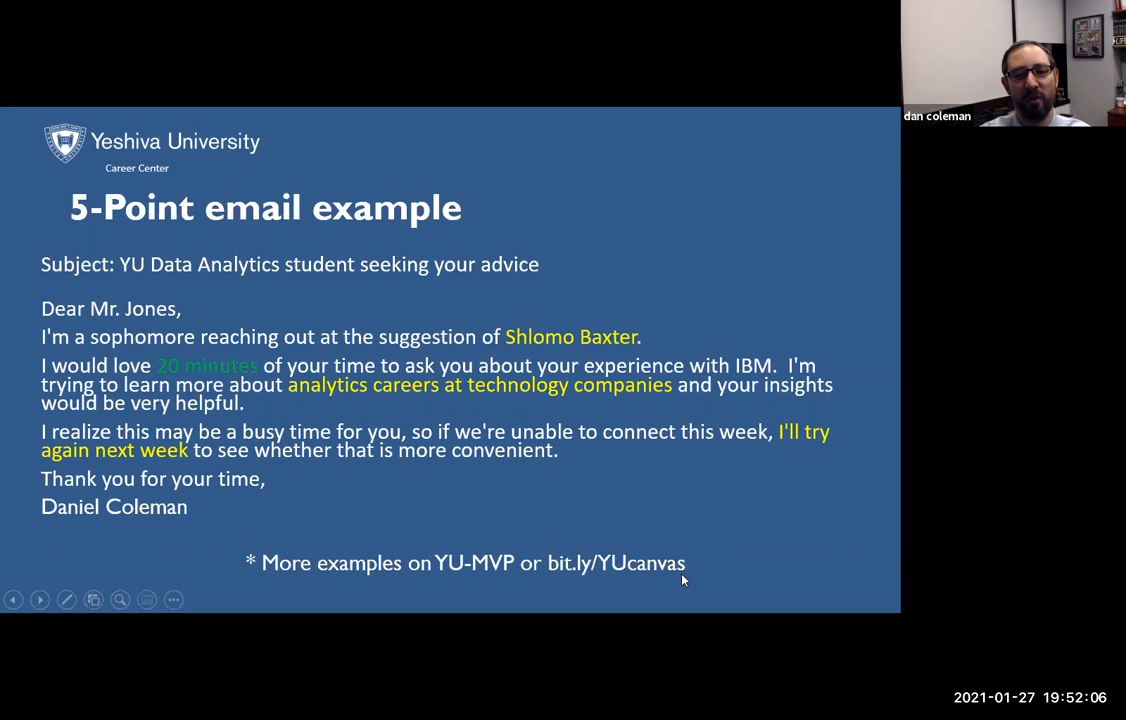 dan coleman
Yeshiva University
Career Center
5-Point email example
Subject: YU Data Analytics student seeking your advice
Dear Mr. Jones,
I'm a sophomore reaching out at the suggestion of Shlomo Baxter.
I would love 20 minutes of your time to ask you about your experience with IBM.  I'm
trying to learn more about analytics careers at technology companies and your insights
would be very helpful.
I realize this may be a busy time for you, so if we're unable to connect this week, I'll try
again next week to see whether that is more convenient.
Thank you for your time,
Daniel Coleman
* More examples on YU-MVP or bit.ly/YUcanvas
2021-01-27 19:52:06